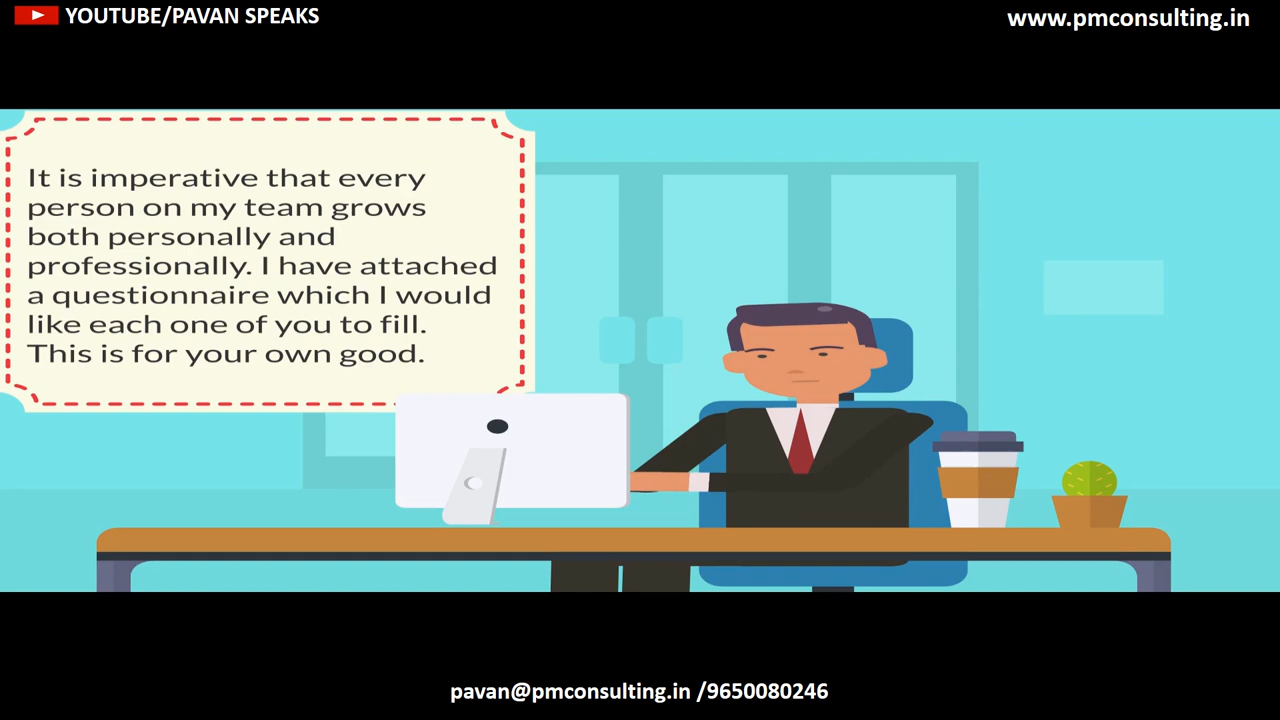 YOUTUBE/PAVAN SPEAKS
www.pmconsulting.in
It is imperative that every
person on my team grows
both personally and
professionally. I have attached
a questionnaire which I would
like each one of you to fill.
This is for your own good.
pavan@pmconsulting.in /9650080246